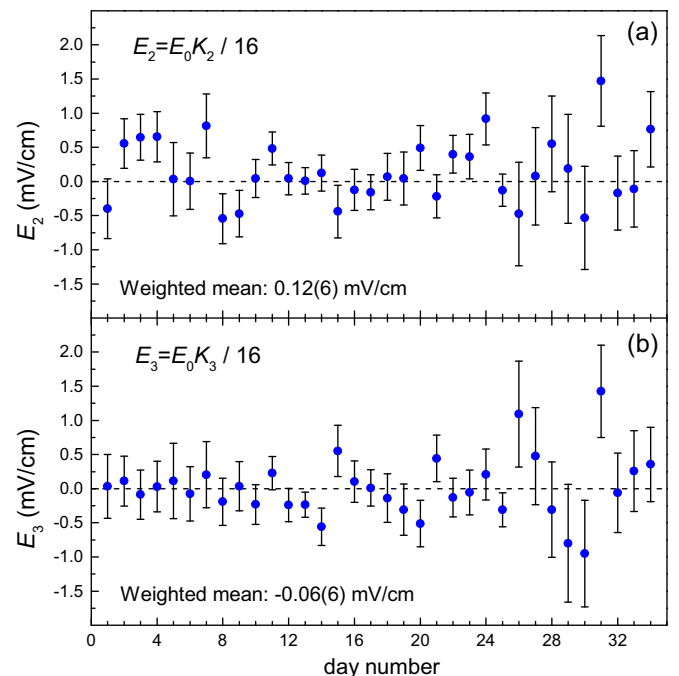 (a)
E₂=E₀K₂ / 16
2.0
1.5
1.0
0.5
0.0
-0.5
-1.0
-1.5
E₂ (mV/cm)
Weighted mean: 0.12(6) mV/cm
(b)
E₃=E₀K₃ / 16
2.0
1.5
1.0
0.5
0.0
-0.5
-1.0
-1.5
E₃ (mV/cm)
Weighted mean: -0.06(6) mV/cm
0 4 8 12 16 20 24 28 32
day number